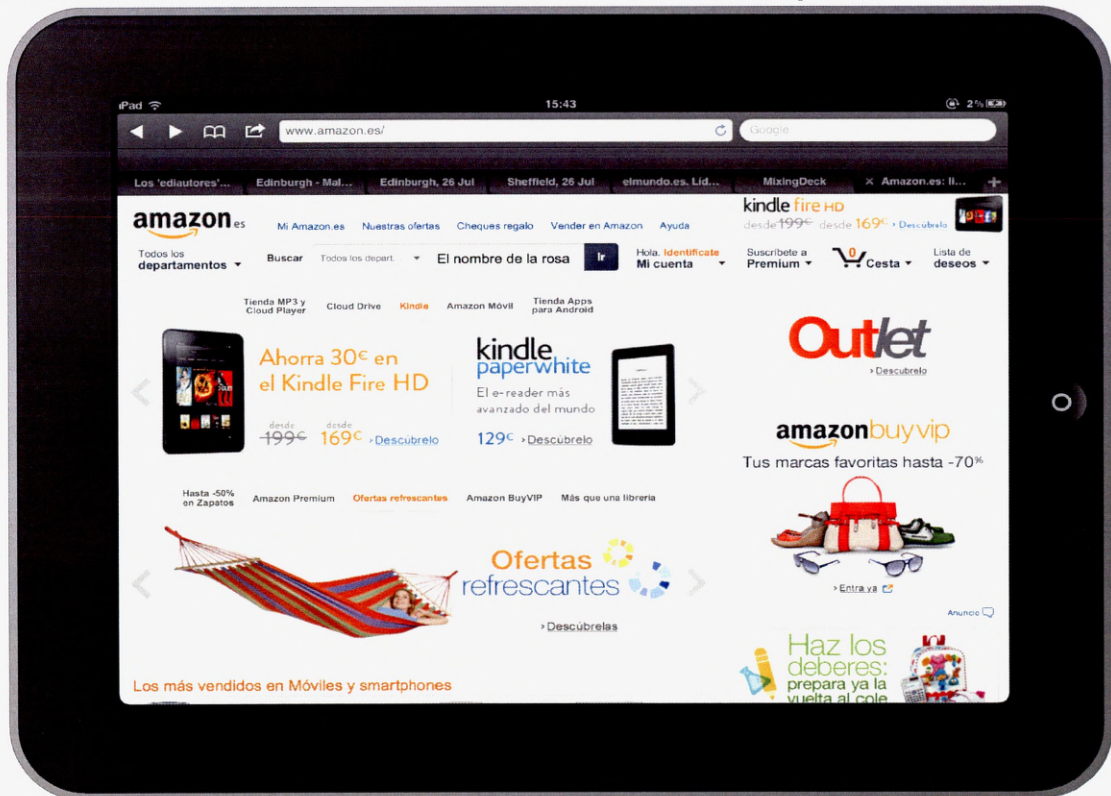 iPad 15:43 2%
www.amazon.es/ Google
Los 'ediautores'... Edinburgh - Mal... Edinburgh, 26 Jul Sheffield, 26 Jul elmundo.es. Lid... MixingDeck × Amazon.es: li... +
amazon.es Mi Amazon.es Nuestras ofertas Cheques regalo Vender en Amazon Ayuda
kindle fire HD
desde 199€ desde 169€ › Descúbrelo
Todos los departamentos
Buscar Todos los depart. El nombre de la rosa Ir
Hola. Identifícate
Mi cuenta
Suscríbete a
Premium
0
Cesta
Lista de
deseos
Tienda MP3 y
Cloud Player
Cloud Drive Kindle Amazon Móvil
Tienda Apps
para Android
Ahorra 30€ en
el Kindle Fire HD
desde desde
199€ 169€ › Descúbrelo
kindle
paperwhite
El e-reader más
avanzado del mundo
129€ › Descúbrelo
Outlet
› Descubrelo
amazonbuyvip
Tus marcas favoritas hasta -70%
› Entra ya
Anuncio
Hasta -50%
en Zapatos
Amazon Premium Ofertas refrescantes Amazon BuyVIP Más que una librería
Ofertas
refrescantes
› Descúbrelas
Haz los
deberes:
prepara ya la
vuelta al cole
Los más vendidos en Móviles y smartphones